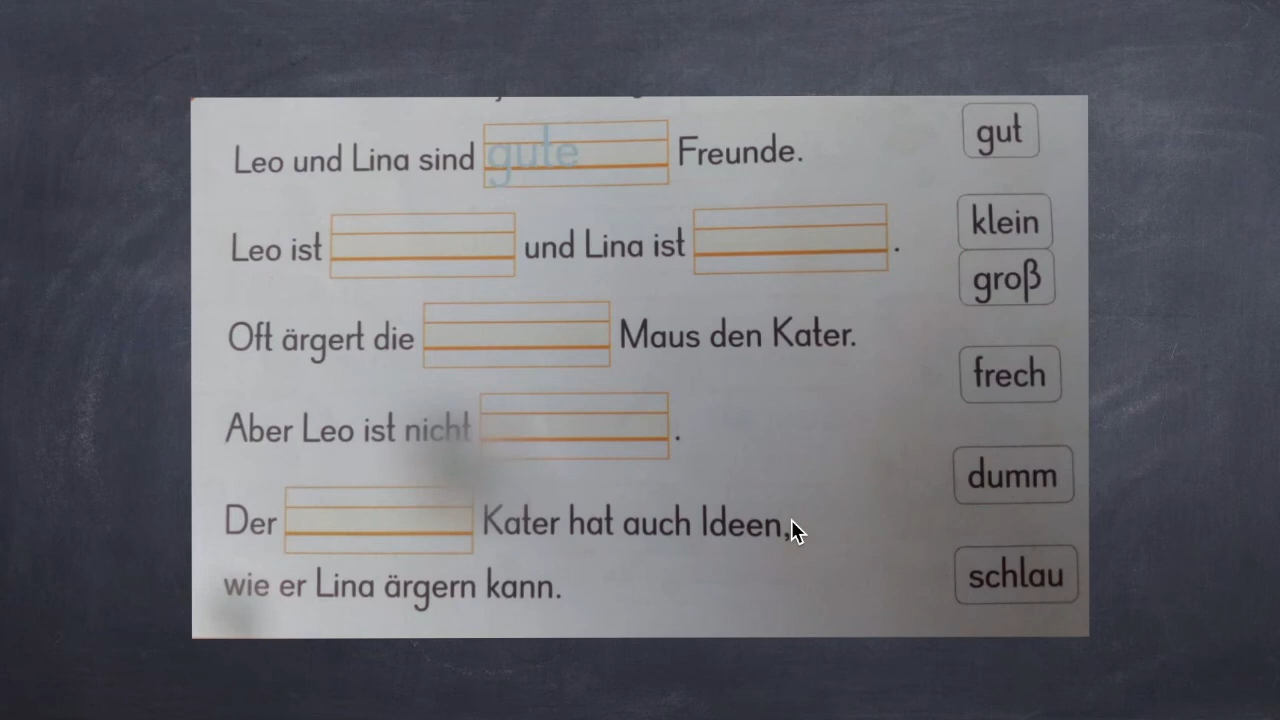 Leo und Lina sind gute Freunde.
gut
Leo ist und Lina ist .
klein
groß
Oft ärgert die Maus den Kater.
frech
Aber Leo ist nicht .
dumm
Der Kater hat auch Ideen,
wie er Lina ärgern kann.
schlau